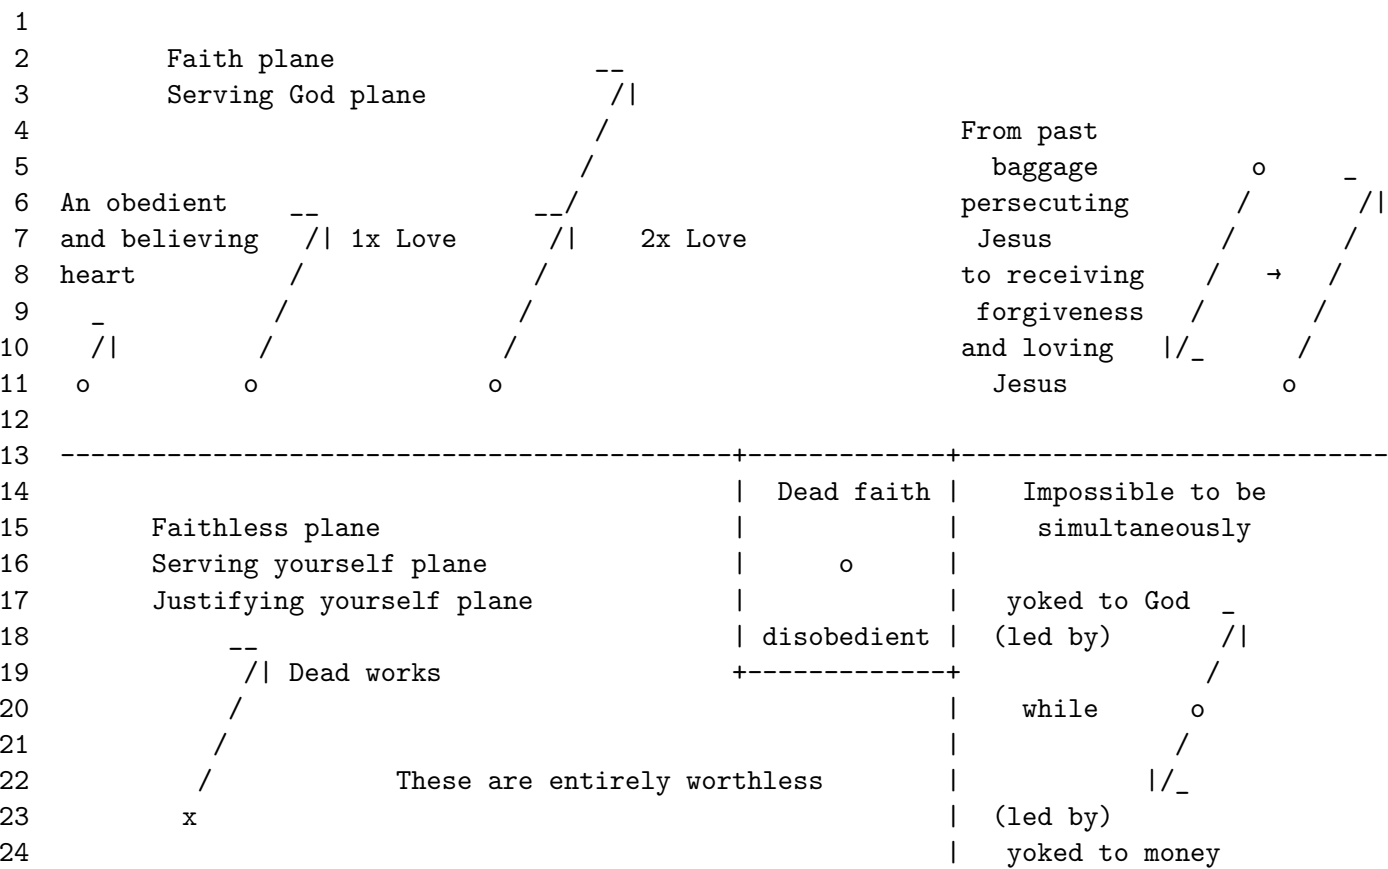 1
2         Faith plane                 __
3         Serving God plane            /|
4                                     /                       From past
5                                    /                          baggage          o     _
6  An obedient    __              __/                         persecuting       /       /|
7  and believing   /| 1x Love      /|    2x Love               Jesus           /       /
8  heart          /               /                           to receiving    /   →   /
9    _           /               /                             forgiveness   /       /
10    /|         /               /                             and loving   |/_      /
11   o          o               o                                Jesus              o
12
13  --------------------------------------------+-------------+----------------------------
14                                              |  Dead faith |    Impossible to be
15        Faithless plane                       |             |     simultaneously
16        Serving yourself plane                |      o      |
17        Justifying yourself plane             |             |   yoked to God  _
18             __                               | disobedient |  (led by)       /|
19              /| Dead works                   +-------------+                /
20             /                                              |    while      o
21            /                                               |              /
22           /            These are entirely worthless        |            |/_
23          x                                                 |  (led by)
24                                                            |   yoked to money